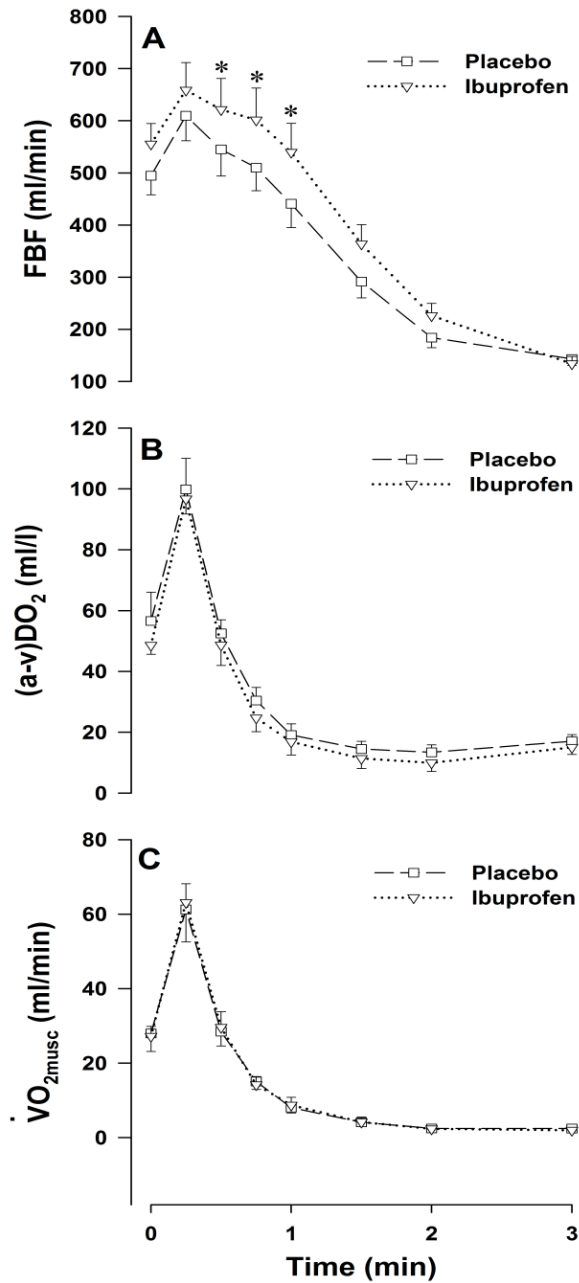 A
Placebo
Ibuprofen
* * *
FBF (ml/min)
800
700
600
500
400
300
200
100
B
Placebo
Ibuprofen
(a-v)DO₂ (ml/l)
120
100
80
60
40
20
0
C
Placebo
Ibuprofen
V̇O₂musc (ml/min)
80
60
40
20
0
0 1 2 3
Time (min)